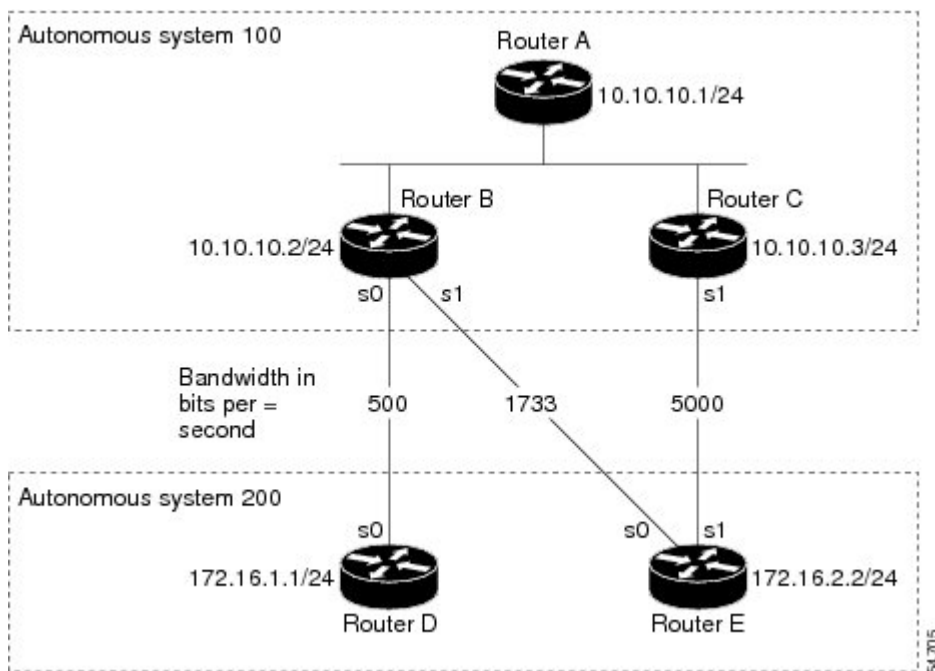 Autonomous system 100
Router A
10.10.10.1/24
Router B
Router C
10.10.10.2/24
10.10.10.3/24
s0
s1
s1
Bandwidth in
bits per =
second
500
1733
5000
Autonomous system 200
s0
s0
s1
172.16.1.1/24
172.16.2.2/24
Router D
Router E